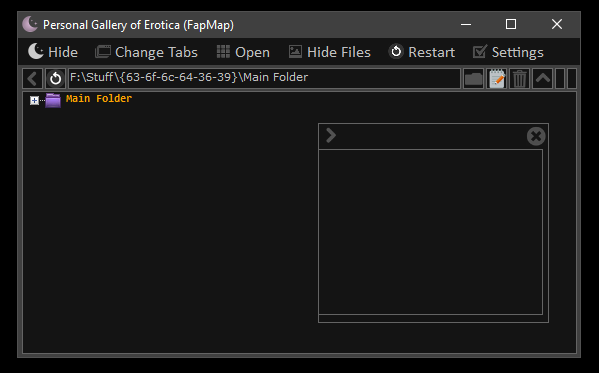 Personal Gallery of Erotica (FapMap)
Hide Change Tabs Open Hide Files Restart Settings
F:\Stuff\{63-6f-6c-64-36-39}\Main Folder
Main Folder